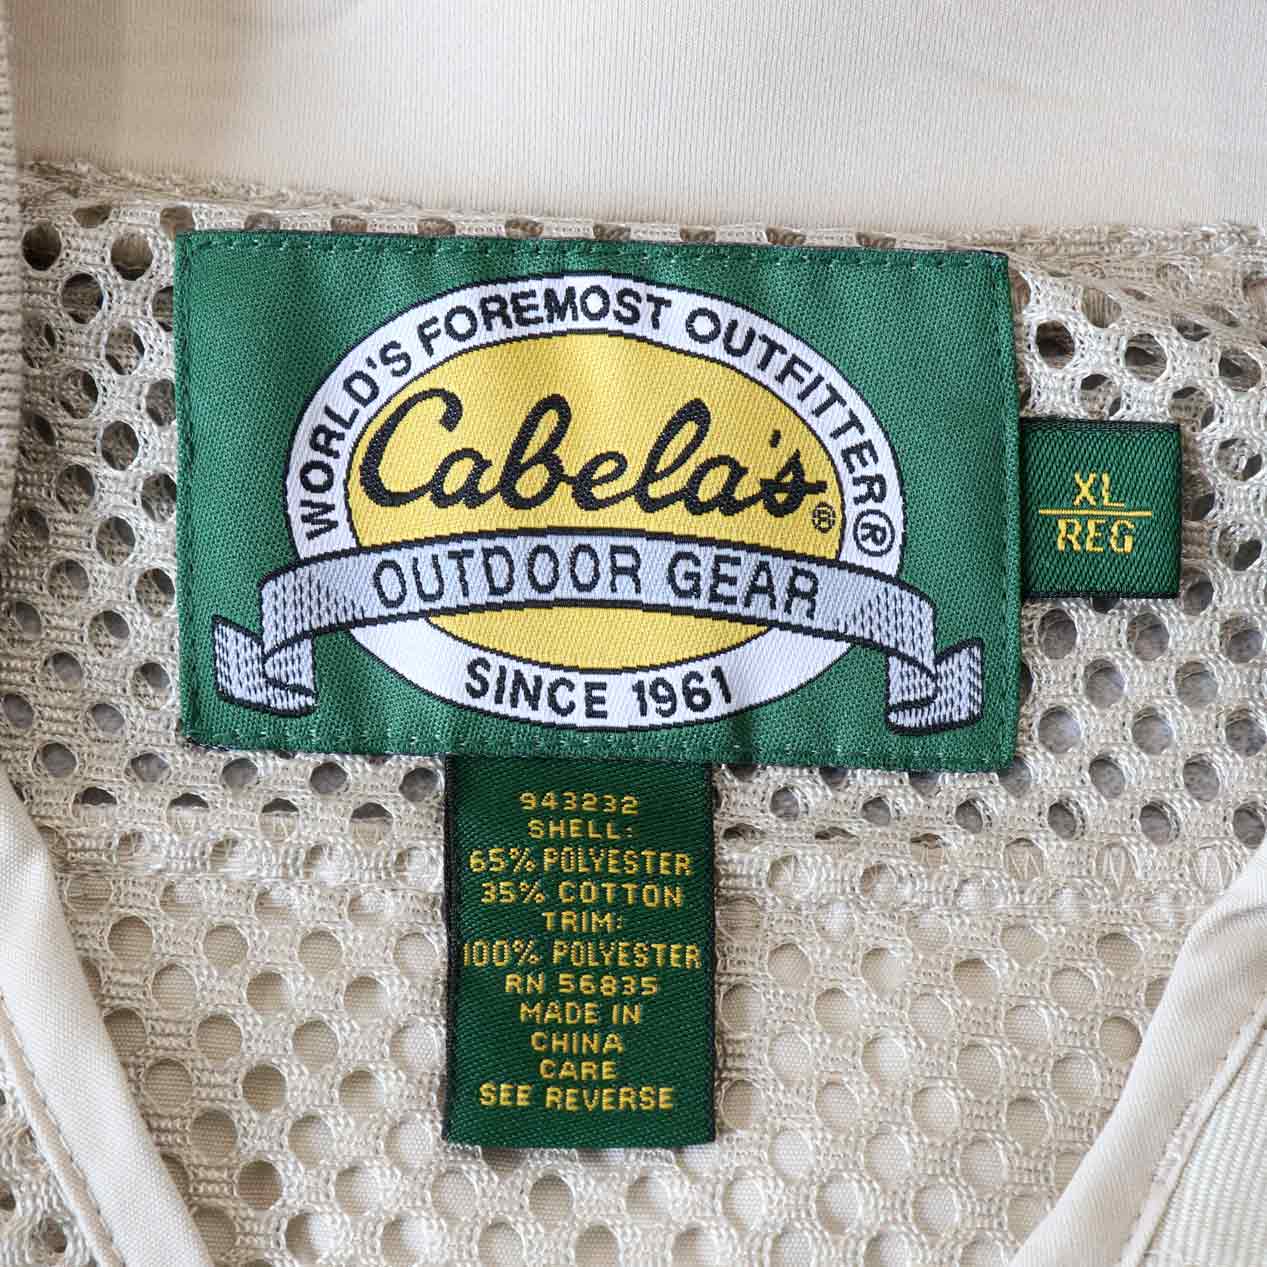 WORLD'S FOREMOST OUTFITTER®
Cabela's®
OUTDOOR GEAR
SINCE 1961
XL
REG
943232
SHELL:
65% POLYESTER
35% COTTON
TRIM:
100% POLYESTER
RN 56835
MADE IN
CHINA
CARE
SEE REVERSE